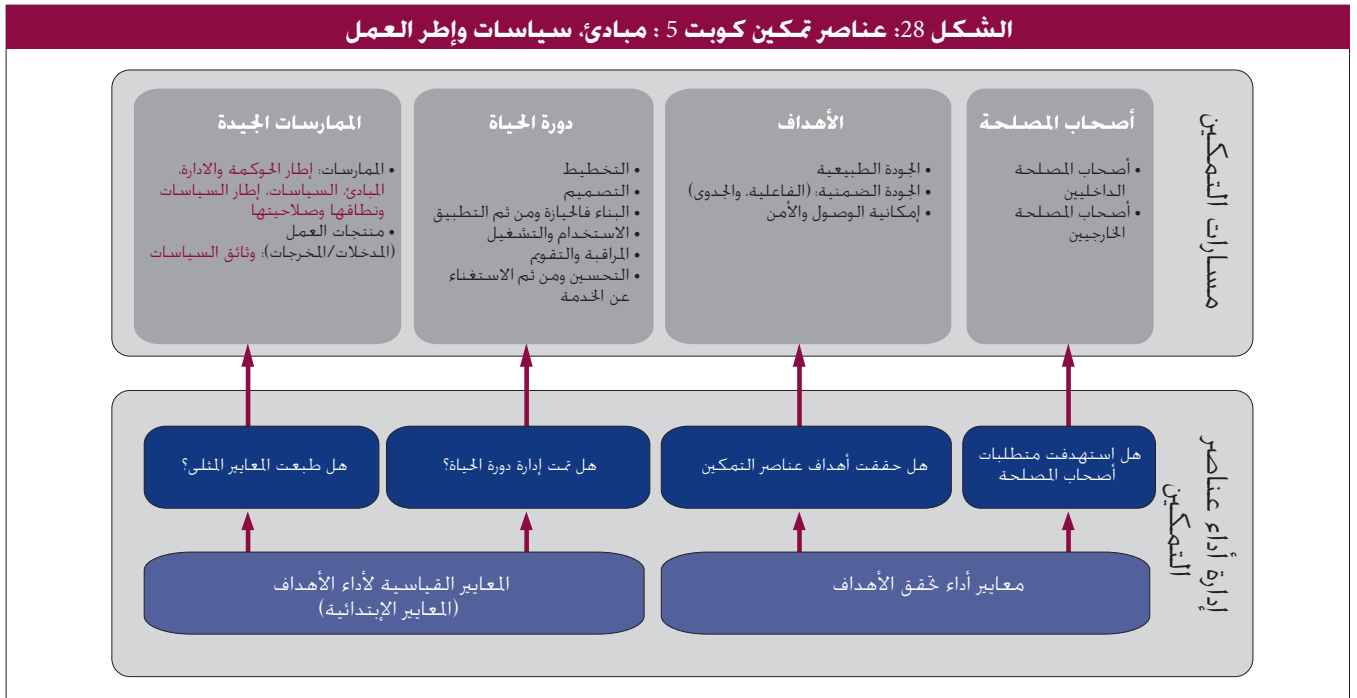 الشكل 28: عناصر تمكين كوبت 5 : مبادئ، سياسات وإطر العمل
مسارات التمكين
أصحاب المصلحة
• أصحاب المصلحة
الداخليين
• أصحاب المصلحة
الخارجيين
الأهداف
• الجودة الطبيعية
• الجودة الضمنية: (الفاعلية، والجدوى)
• إمكانية الوصول والأمن
دورة الحياة
• التخطيط
• التصميم
• البناء فالحيازة ومن ثم التطبيق
• الاستخدام والتشغيل
• المراقبة والتقويم
• التحسين ومن ثم الاستغناء
عن الخدمة
الممارسات الجيدة
• الممارسات: إطار الحوكمة والادارة،
المبادئ، السياسات، إطار السياسات
ونطاقها وصلاحيتها
• منتجات العمل
(المدخلات/المخرجات): وثائق السياسات
إدارة أداء عناصر
التمكين
هل استهدفت متطلبات
أصحاب المصلحة
هل حققت أهداف عناصر التمكين
هل تمت إدارة دورة الحياة؟
هل طبعت المعايير المثلى؟
معايير أداء تحقق الأهداف
المعايير القياسية لأداء الأهداف
(المعايير الإبتدائية)